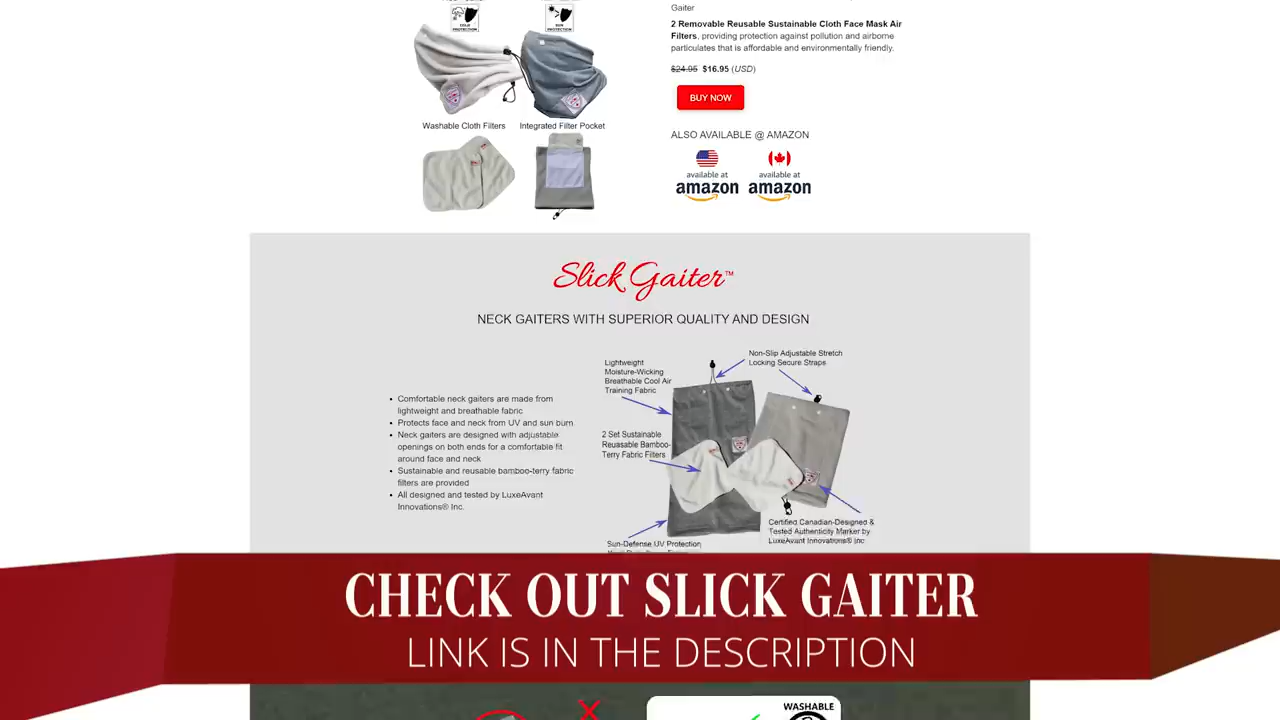 COLD
PROTECTION
SUN
PROTECTION
Gaiter
2 Removable Reusable Sustainable Cloth Face Mask Air
Filters, providing protection against pollution and airborne
particulates that is affordable and environmentally friendly.
$24.95 $16.95 (USD)
BUY NOW
Washable Cloth Filters
Integrated Filter Pocket
ALSO AVAILABLE @ AMAZON
available at
amazon
available at
amazon
Slick Gaiter™
NECK GAITERS WITH SUPERIOR QUALITY AND DESIGN
Comfortable neck gaiters are made from
lightweight and breathable fabric
Protects face and neck from UV and sun burn
Neck gaiters are designed with adjustable
openings on both ends for a comfortable fit
around face and neck
Sustainable and reusable bamboo-terry fabric
filters are provided
All designed and tested by LuxeAvant
Innovations® Inc.
Lightweight
Moisture-Wicking
Breathable Cool Air
Training Fabric
Non-Slip Adjustable Stretch
Locking Secure Straps
2 Set Sustainable
Reuasable Bamboo-
Terry Fabric Filters
Certified Canadian-Designed &
Tested Authenticity Marker by
LuxeAvant Innovations® Inc
Sun-Defense UV Protection
CHECK OUT SLICK GAITER
LINK IS IN THE DESCRIPTION
WASHABLE